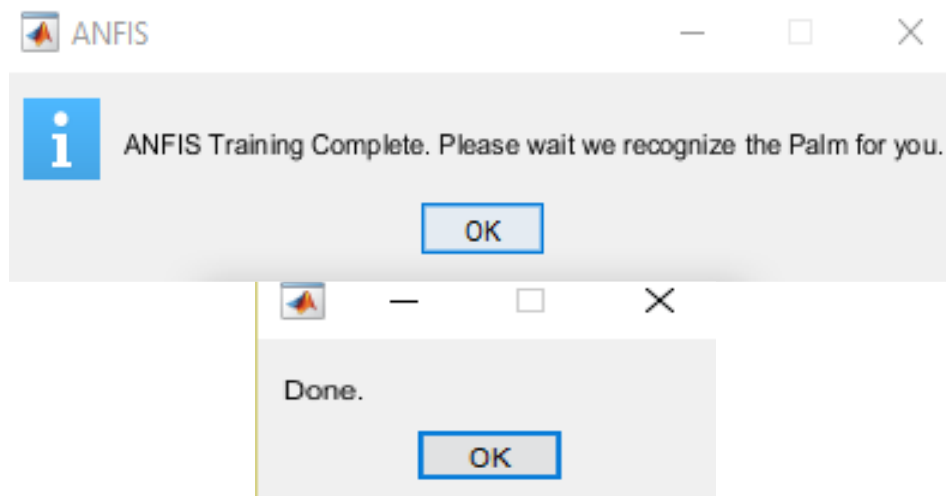 ANFIS
ANFIS Training Complete. Please wait we recognize the Palm for you.
OK
Done.
OK